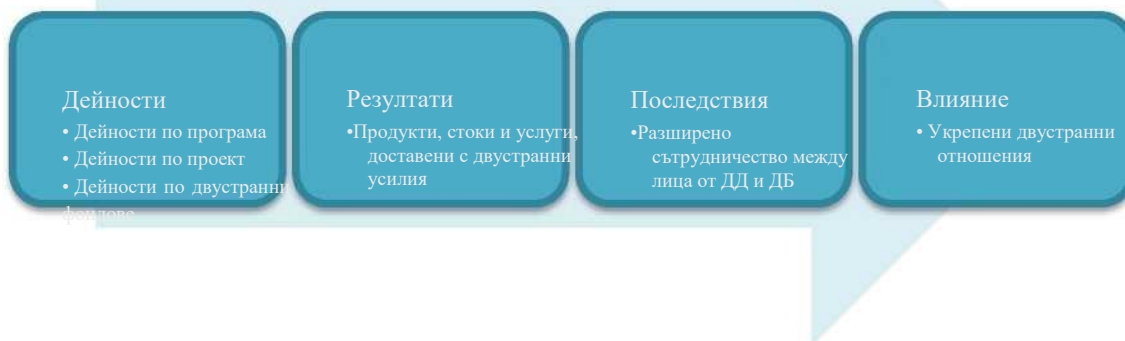 Дейности
• Дейности по програма
• Дейности по проект
• Дейности по двустранни
фондове
Резултати
•Продукти, стоки и услуги,
доставени с двустранни
усилия
Последствия
•Разширено
сътрудничество между
лица от ДД и ДБ
Влияние
• Укрепени двустранни
отношения